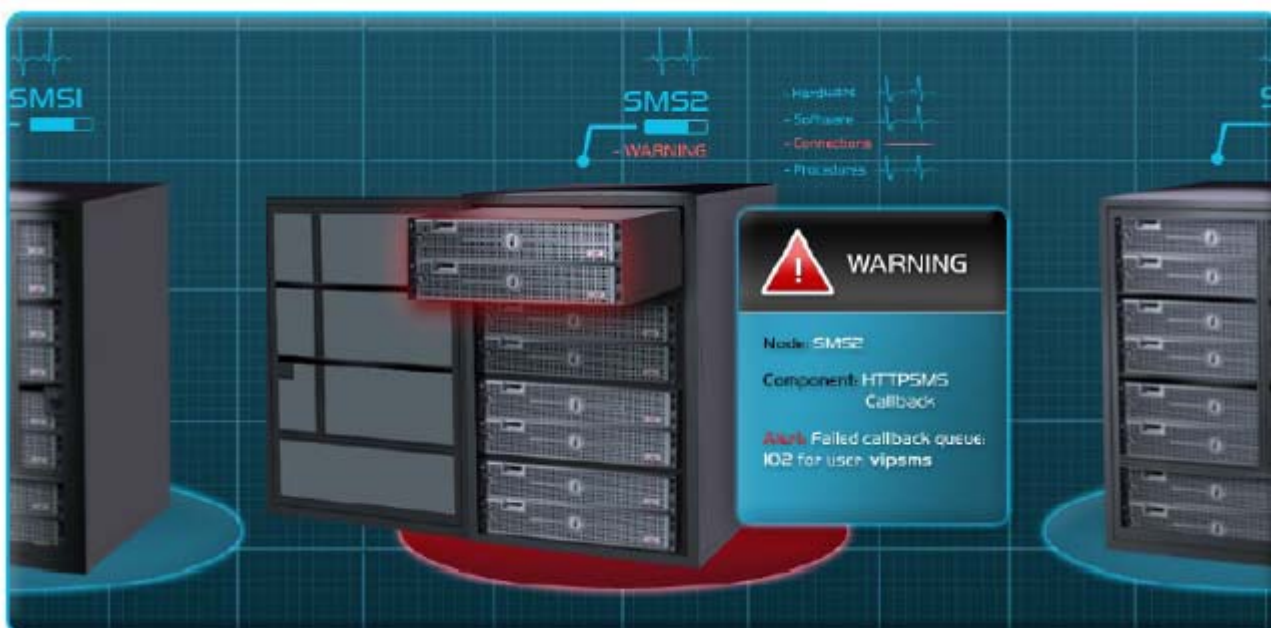 SMS1
SMS2
- WARNING
- Hardware
- Software
- Connections
- Procedures
S
WARNING
Node: SMS2
Component: HTTPSMS
Callback
Alert: Failed callback queue:
102 for user: vipsms